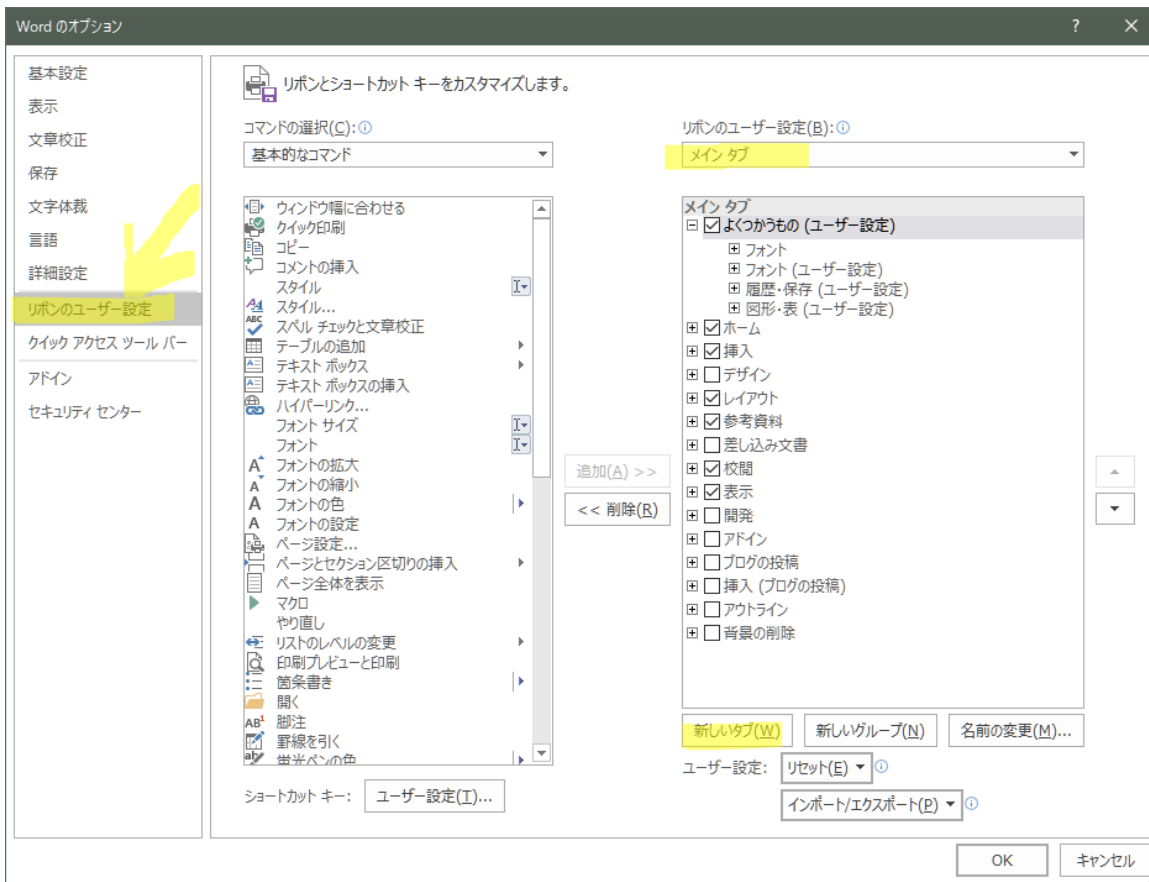 Word のオプション
?
×
基本設定
表示
文章校正
保存
文字体裁
言語
詳細設定
リボンのユーザー設定
クイック アクセス ツール バー
アドイン
セキュリティ センター
リボンとショートカット キーをカスタマイズします。
コマンドの選択(C):
基本的なコマンド
ウィンドウ幅に合わせる
クイック印刷
コピー
コメントの挿入
スタイル
スタイル...
スペル チェックと文章校正
テーブルの追加
テキスト ボックス
テキスト ボックスの挿入
ハイパーリンク...
フォント サイズ
フォント
フォントの拡大
フォントの縮小
フォントの色
フォントの設定
ページ設定...
ページとセクション区切りの挿入
ページ全体を表示
マクロ
やり直し
リストのレベルの変更
印刷プレビューと印刷
箇条書き
開く
脚注
罫線を引く
蛍光ペンの色
ショートカット キー:
ユーザー設定(T)...
追加(A) >>
<< 削除(R)
リボンのユーザー設定(B):
メイン タブ
メイン タブ
よくつかうもの (ユーザー設定)
フォント
フォント (ユーザー設定)
履歴・保存 (ユーザー設定)
図形・表 (ユーザー設定)
ホーム
挿入
デザイン
レイアウト
参考資料
差し込み文書
校閲
表示
開発
アドイン
ブログの投稿
挿入 (ブログの投稿)
アウトライン
背景の削除
新しいタブ(W)
新しいグループ(N)
名前の変更(M)...
ユーザー設定:
リセット(E)
インポート/エクスポート(P)
OK
キャンセル